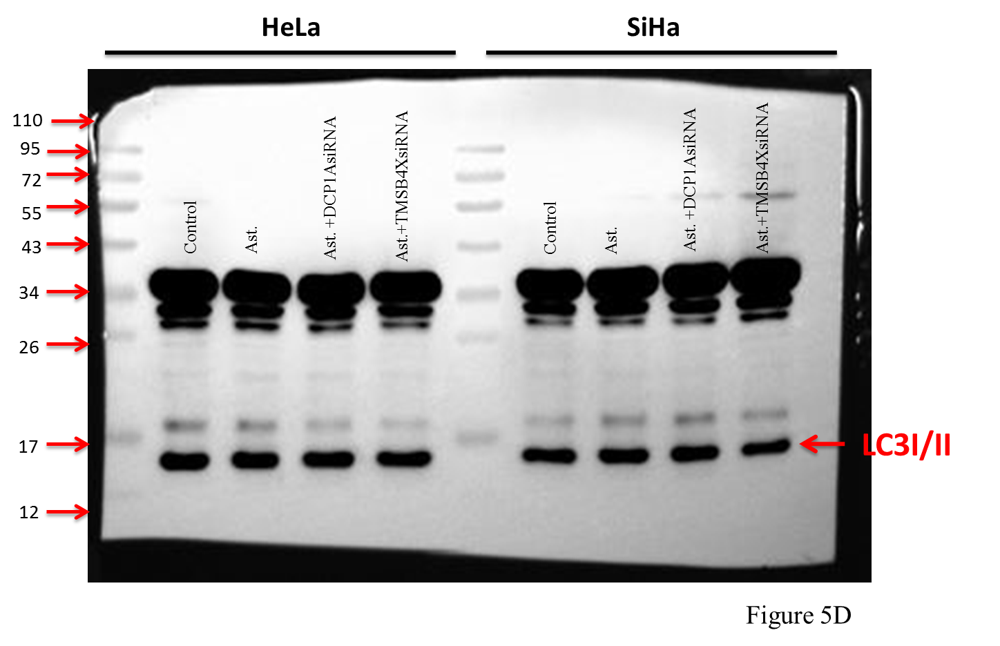 HeLa
SiHa
110
95
72
55
43
34
26
17
12
Control
Ast.
Ast. +DCP1AsiRNA
Ast.+TMSB4XsiRNA
Control
Ast.
Ast. +DCP1AsiRNA
Ast.+TMSB4XsiRNA
LC3I/II
Figure 5D